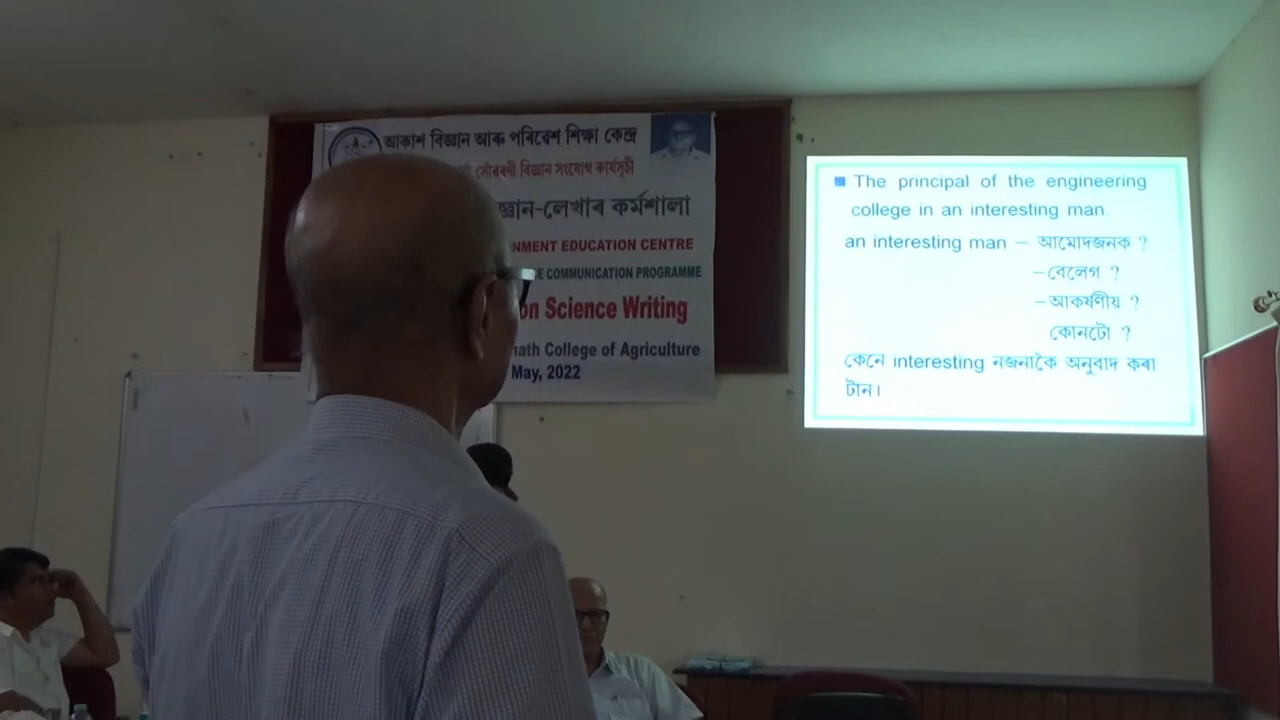 আকাশ বিজ্ঞান আৰু পৰিৱেশ শিক্ষা কেন্দ্ৰ
সোঁৱৰণী বিজ্ঞান সংযোগ কাৰ্যসূচী
বিজ্ঞান-লেখাৰ কৰ্মশালা
NMENT EDUCATION CENTRE
CE COMMUNICATION PROGRAMME
on Science Writing
nath College of Agriculture
May, 2022
The principal of the engineering
college in an interesting man.
an interesting man – আমোদজনক ?
–বেলেগ ?
–আকৰ্ষণীয় ?
কোনটো ?
কেনে interesting নজনাকৈ অনুবাদ কৰা
টান।